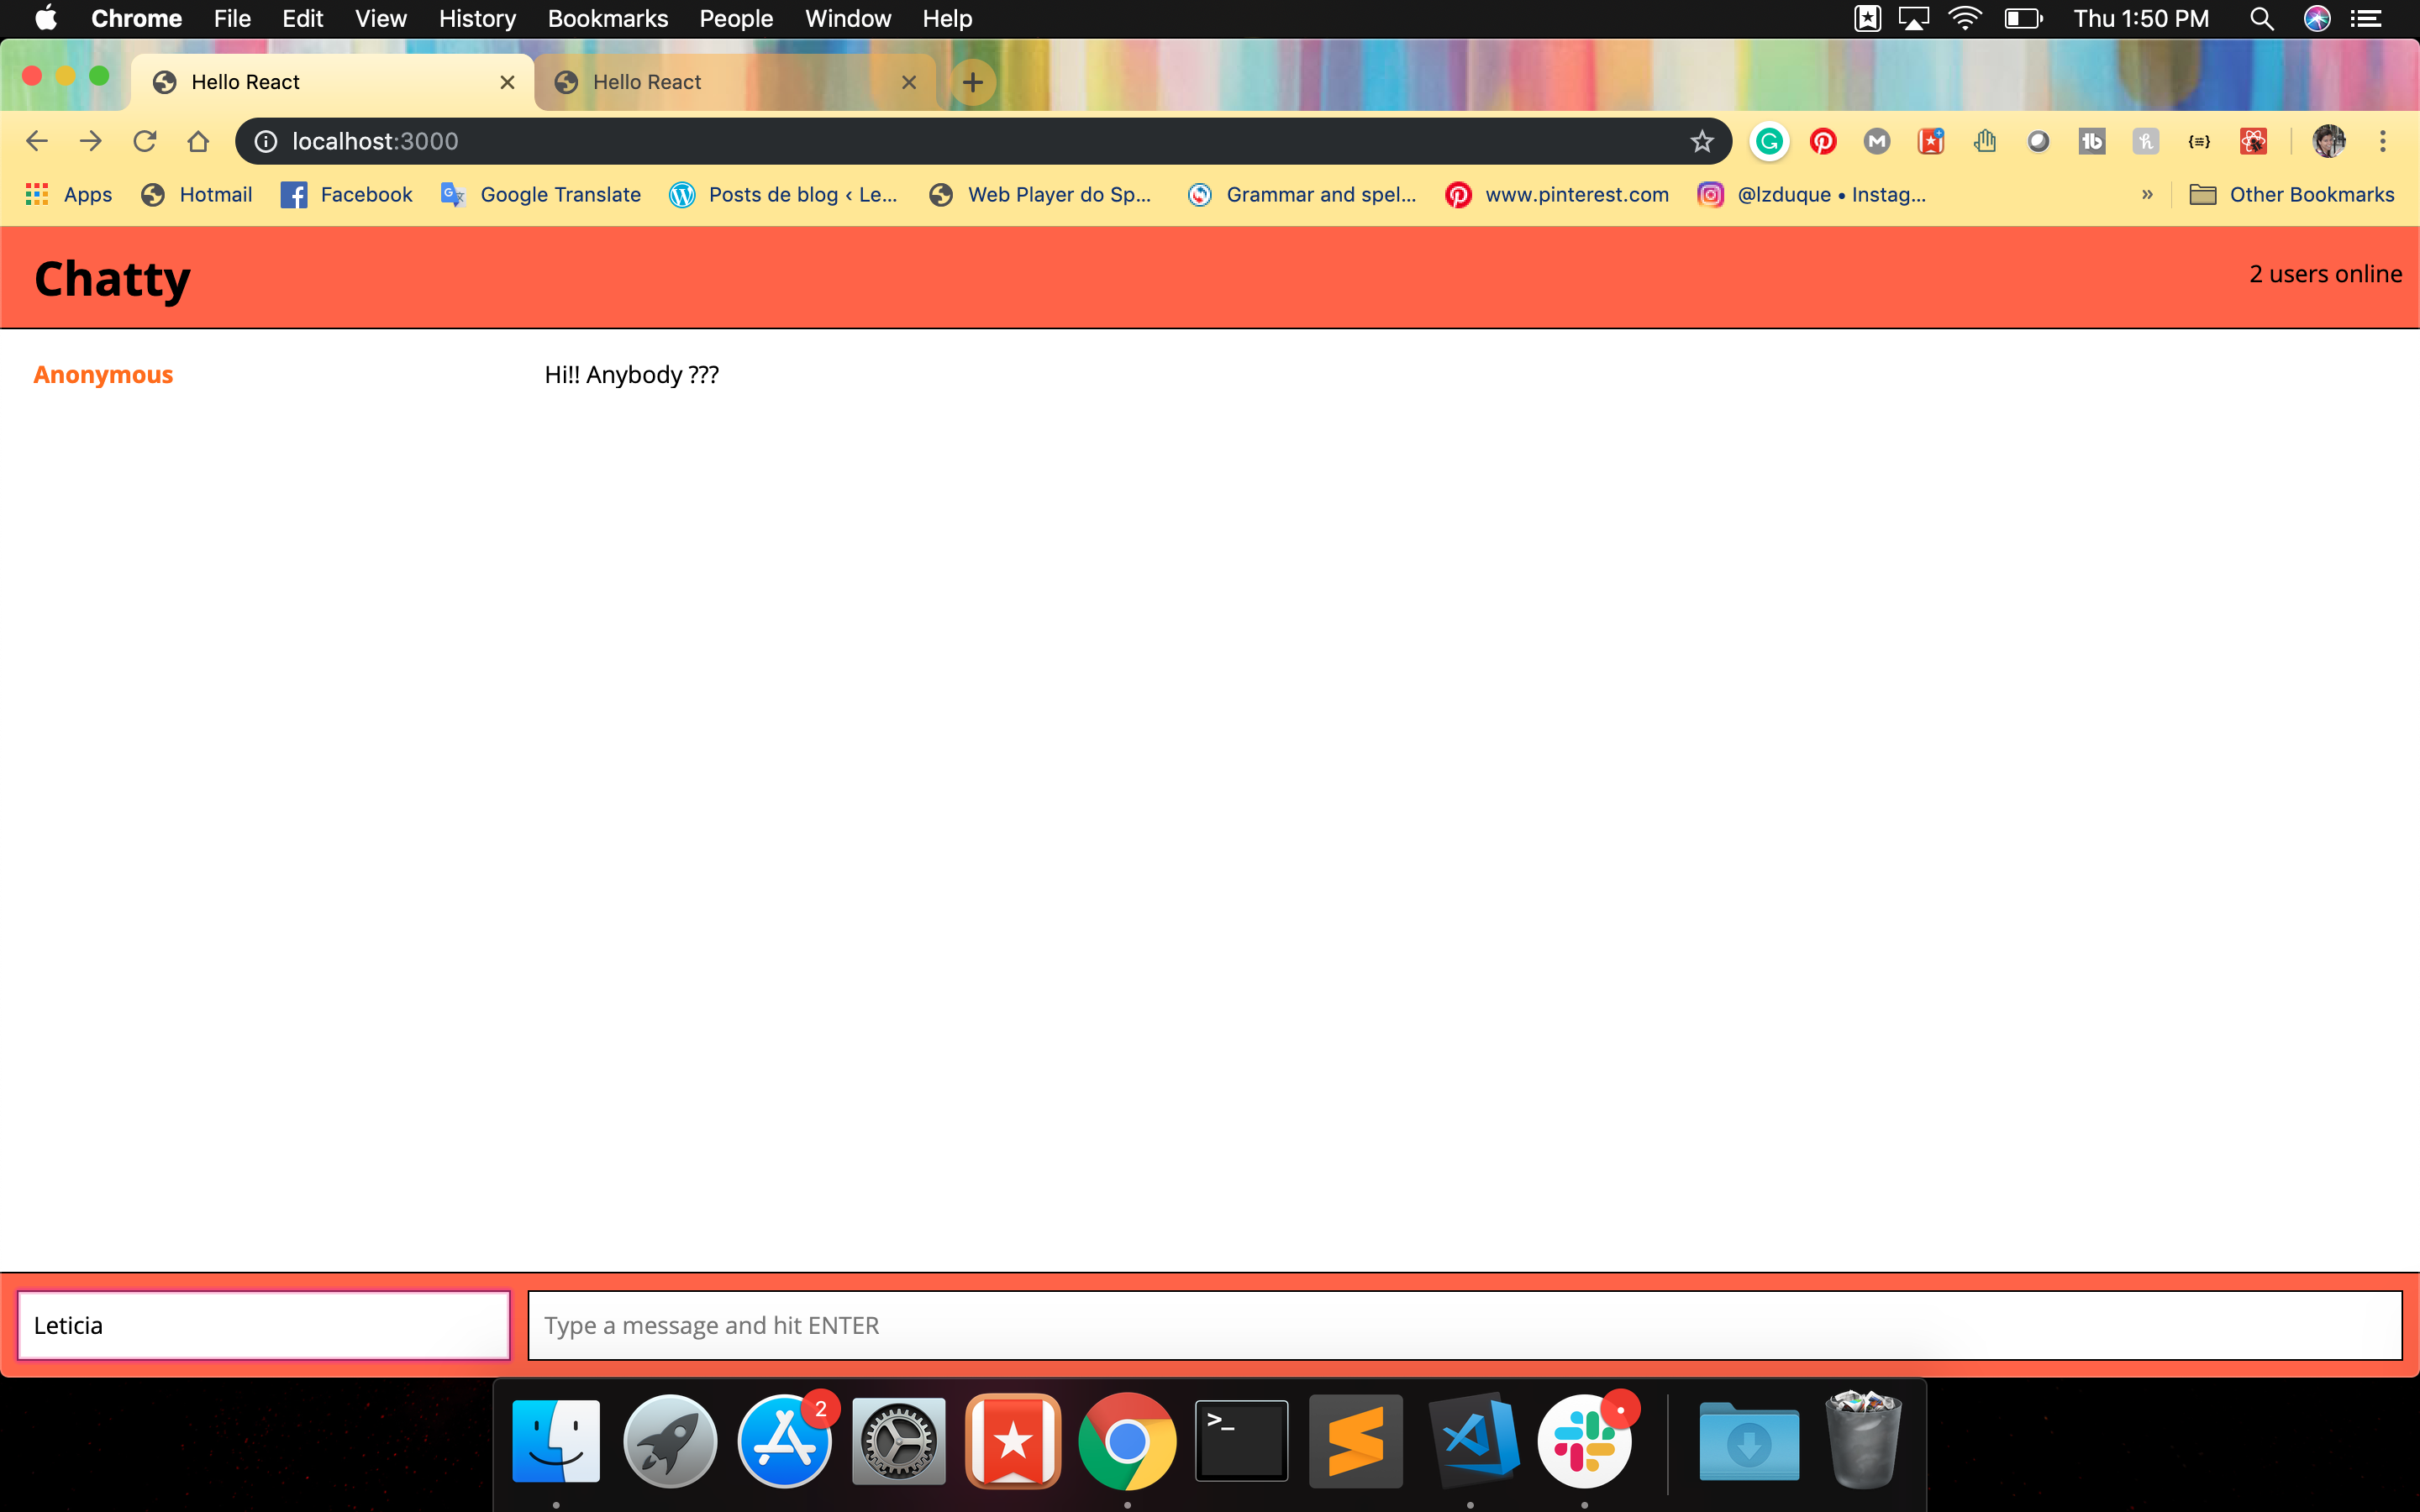 Chrome File Edit View History Bookmarks People Window Help Thu 1:50 PM
Hello React Hello React
localhost:3000
Apps Hotmail Facebook Google Translate Posts de blog ‹ Le... Web Player do Sp... Grammar and spel... www.pinterest.com @lzduque • Instag... » Other Bookmarks
Chatty 2 users online
Anonymous Hi!! Anybody ???
Leticia Type a message and hit ENTER
2
>_